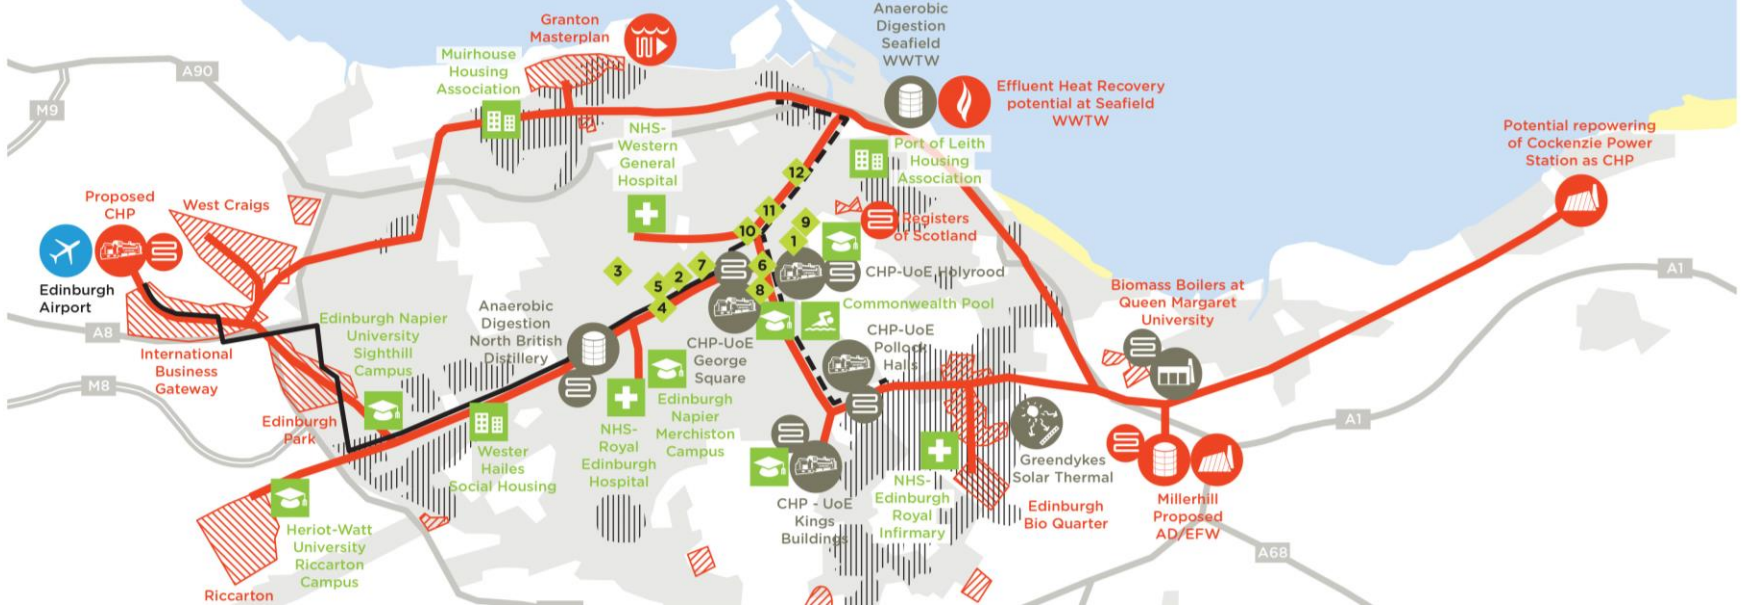 Granton
Masterplan
Anaerobic
Digestion
Seafield
WWTW
Muirhouse
Housing
Association
A90
M9
Effluent Heat Recovery
potential at Seafield
WWTW
NHS-
Western
General
Hospital
Port of Leith
Housing
Association
Potential repowering
of Cockenzie Power
Station as CHP
Proposed
CHP
West Craigs
12
11
9
10
1
Registers
of Scotland
Edinburgh
Airport
3
7
6
2
5
8
4
CHP-UoE Holyrood
A1
Commonwealth Pool
Biomass Boilers at
Queen Margaret
University
A8
Anaerobic
Digestion
North British
Distillery
Edinburgh Napier
University
Sighthill
Campus
CHP-UoE
George
Square
CHP-UoE
Pollock
Halls
International
Business
Gateway
M8
Edinburgh
Park
Edinburgh
Napier
Merchiston
Campus
A1
NHS-
Royal
Edinburgh
Hospital
Wester
Hailes
Social Housing
Greendykes
Solar Thermal
NHS-
Edinburgh
Royal
Infirmary
CHP - UoE
Kings
Buildings
Edinburgh
Bio Quarter
Millerhill
Proposed
AD/EFW
A68
Heriot-Watt
University
Riccarton
Campus
Riccarton